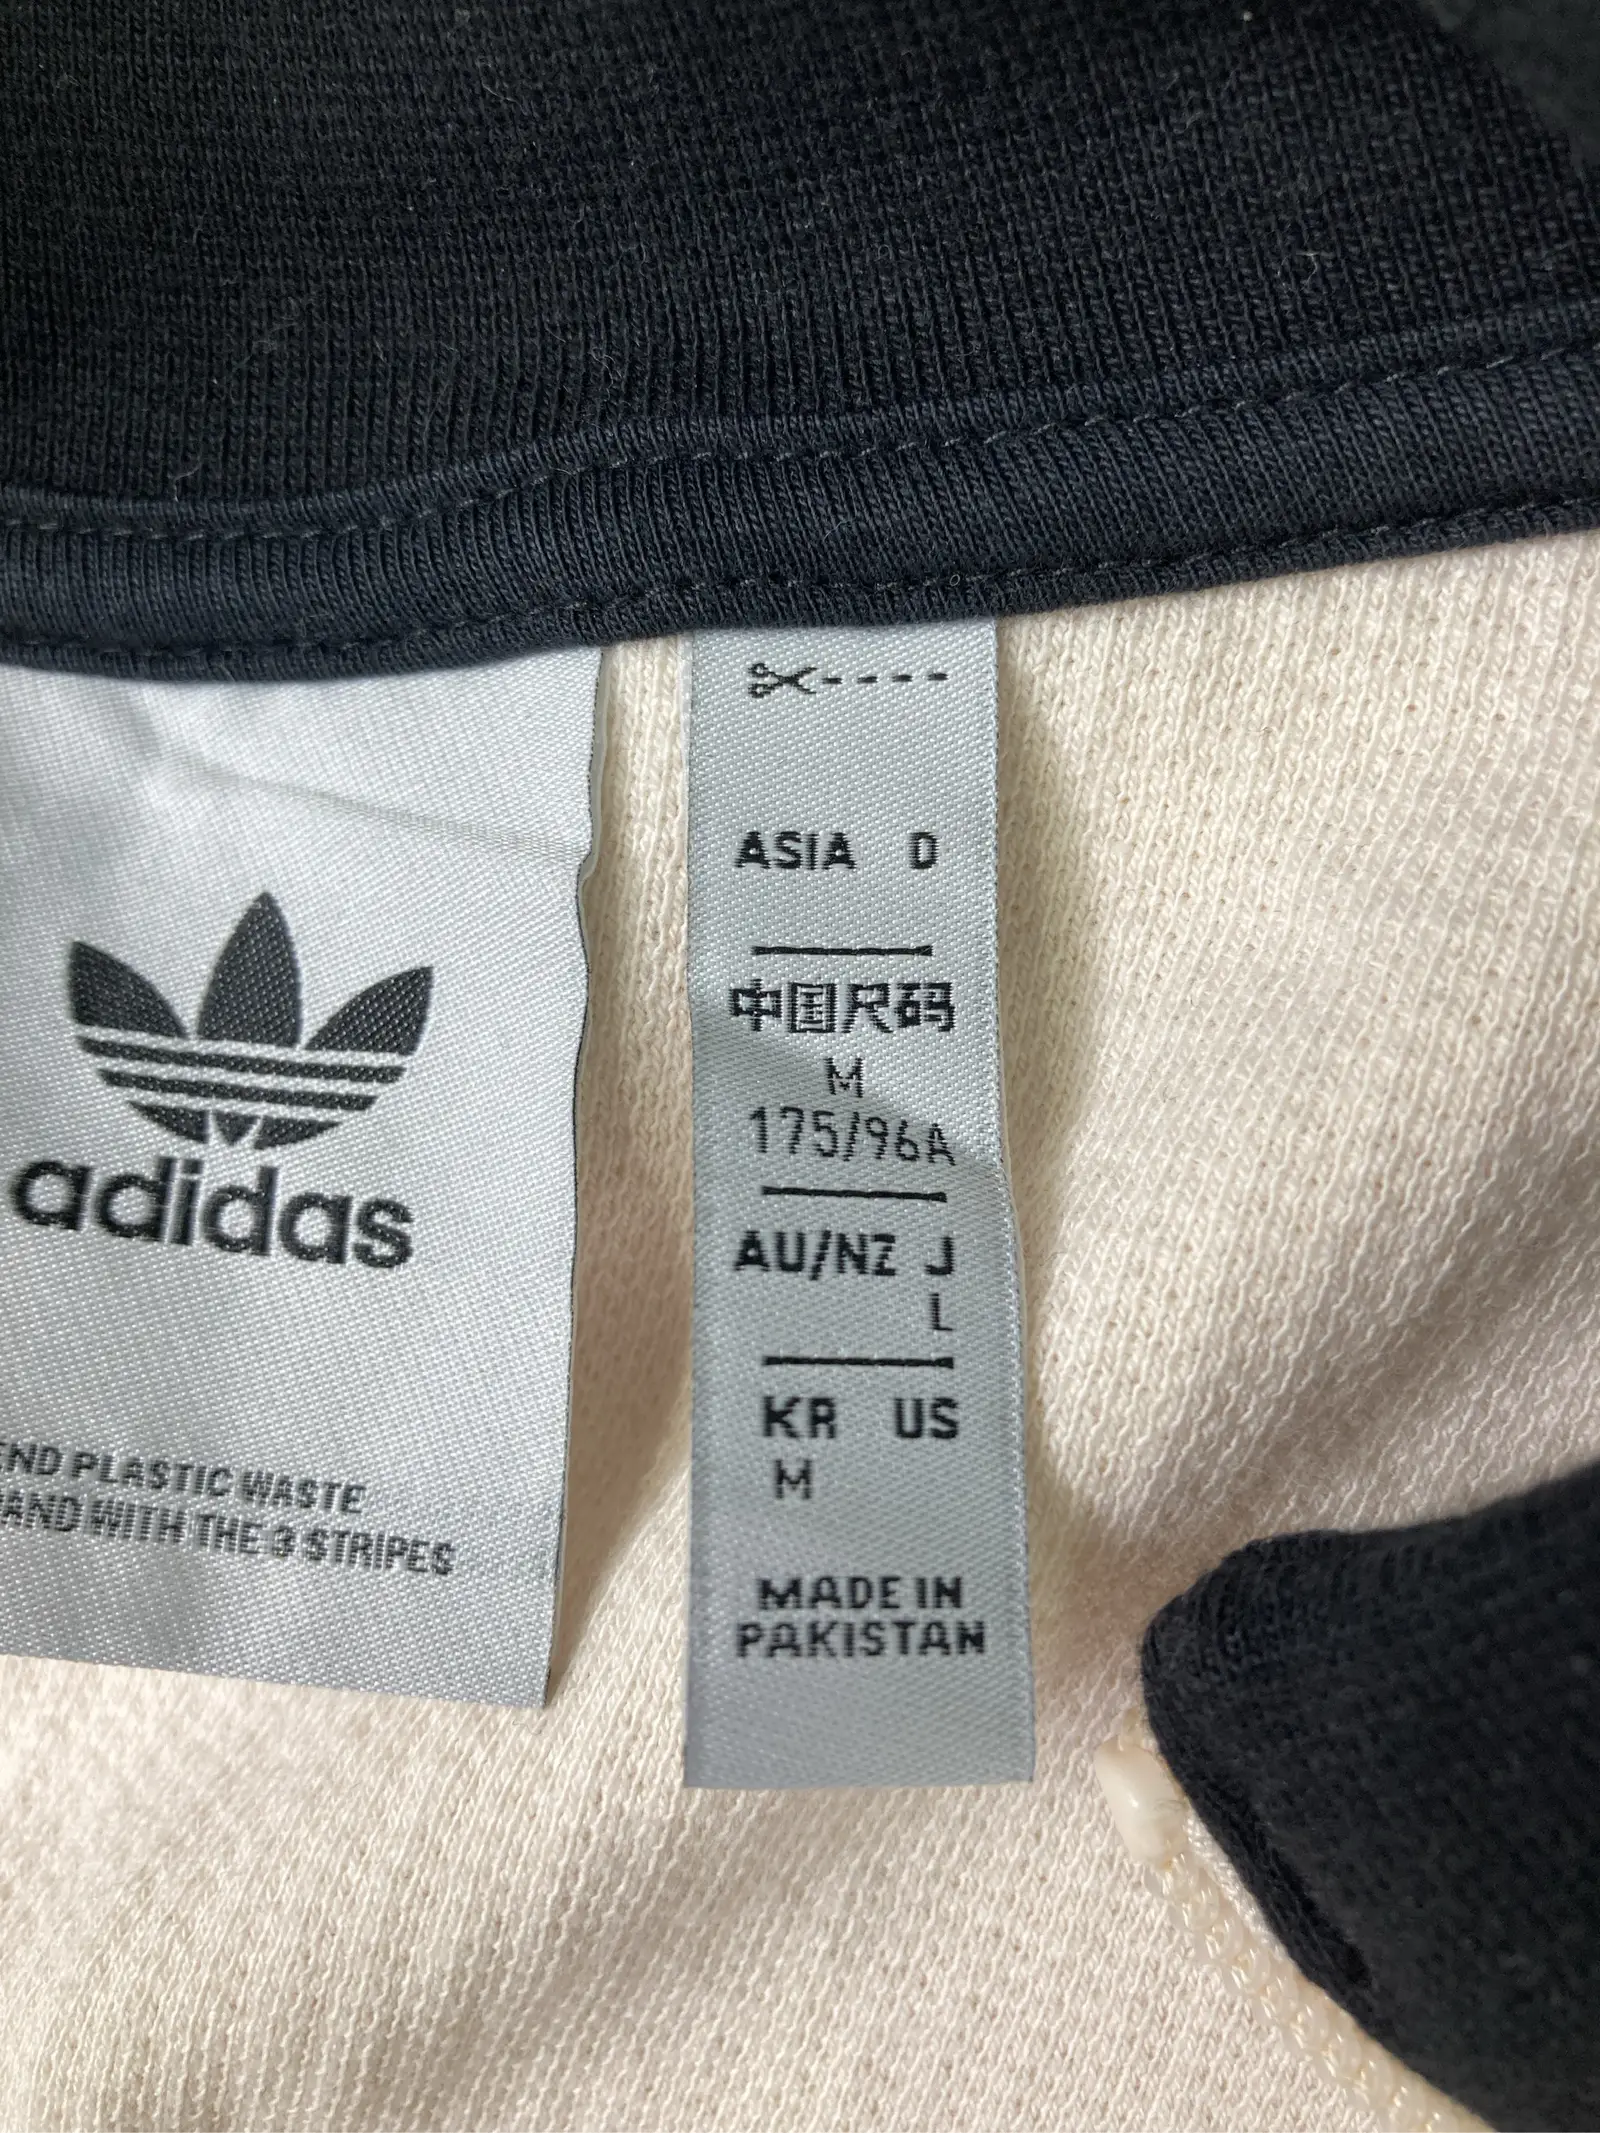 adidas
END PLASTIC WASTE
WITH THE 3 STRIPES
ASIA D
中国尺码
M
175/96A
AU/NZ J
L
KR US
M
MADE IN
PAKISTAN